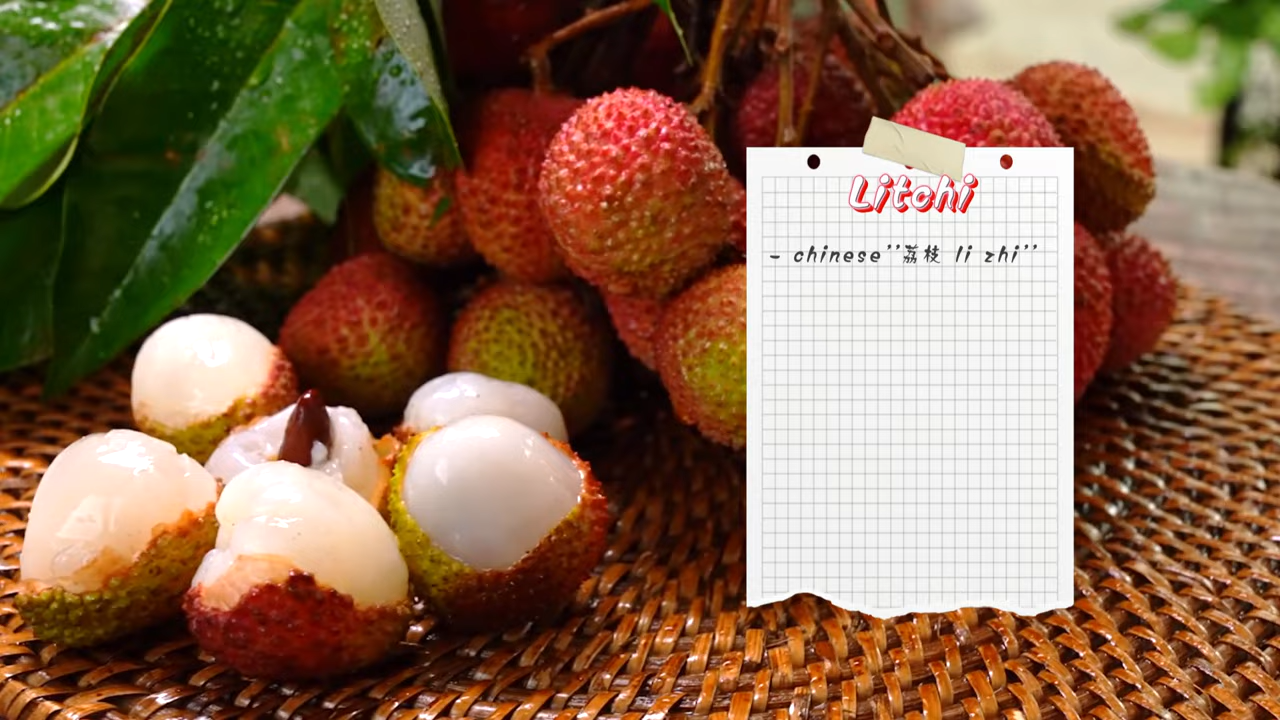 Litchi
- chinese’’荔枝 li zhi’’